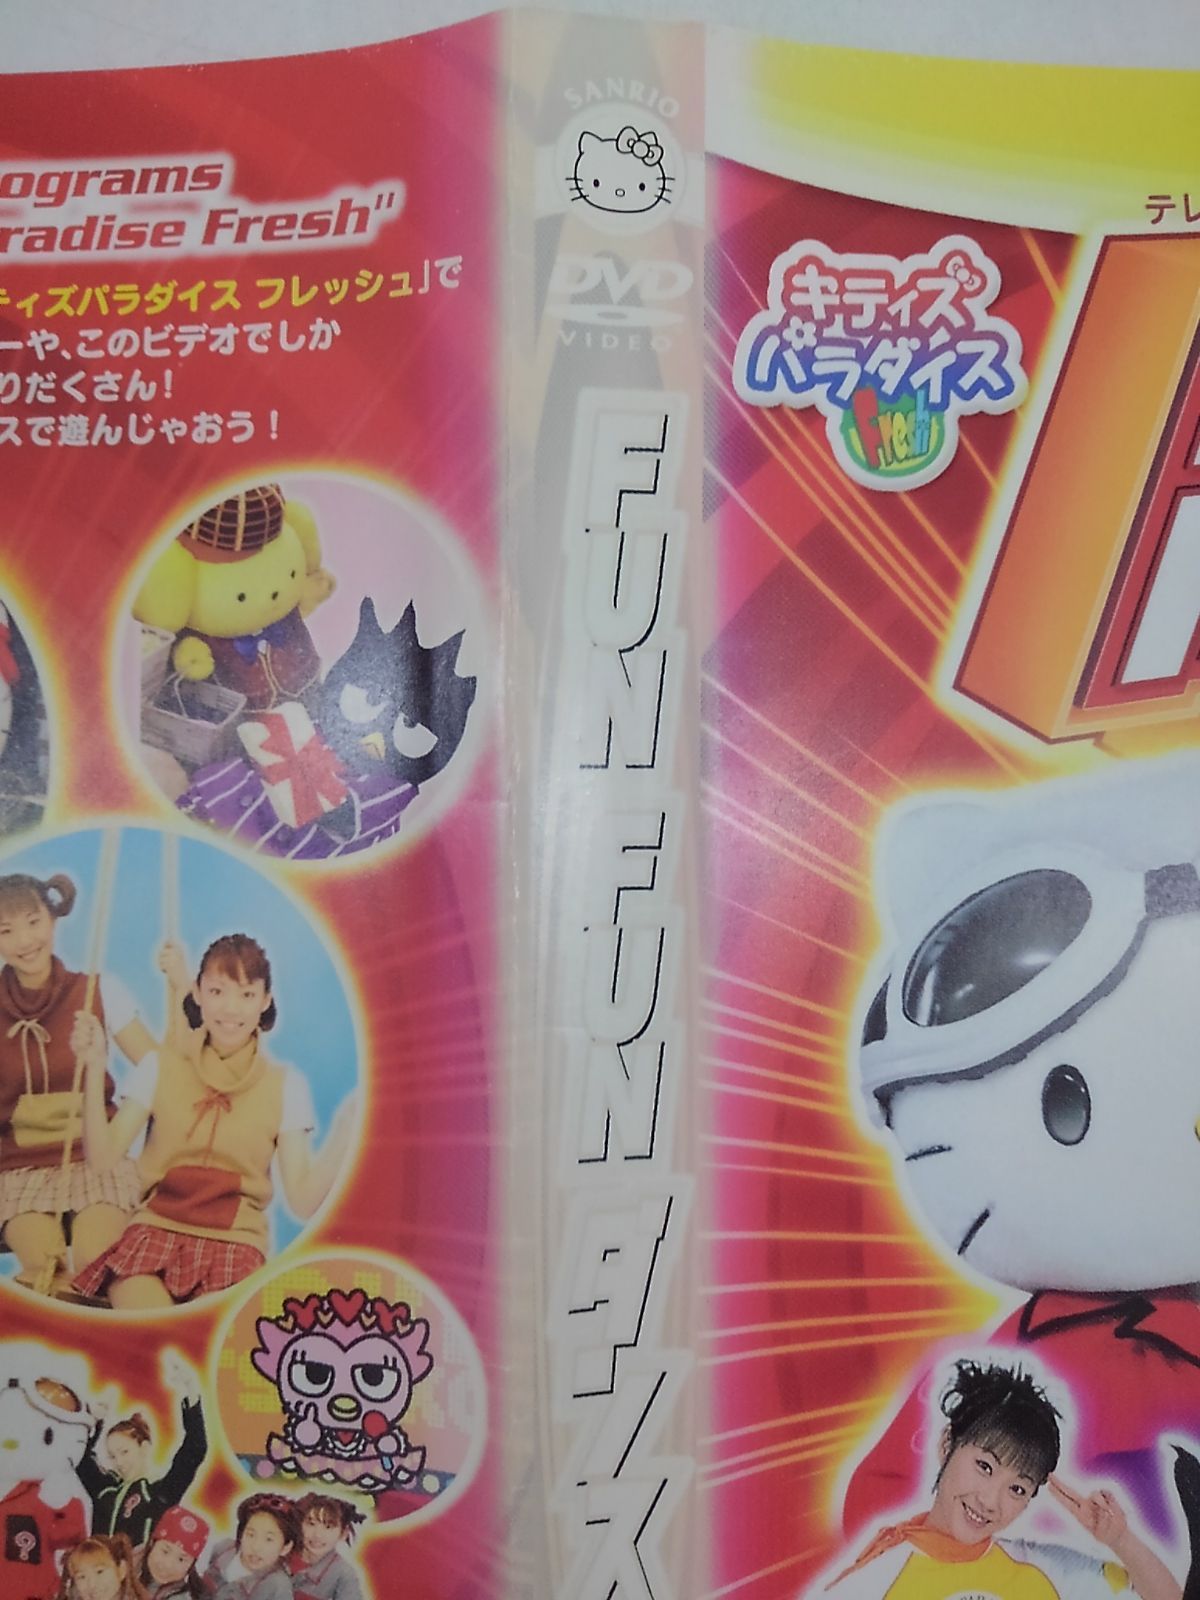 ograms
radise Fresh"
ティズパラダイス フレッシュ」で
ーや、このビデオでしか
りだくさん!
スで遊んじゃおう!
SANRIO
DVD
VIDEO
FUN FUN ダンス
テレ
キティズ
パラダイス
Fresh